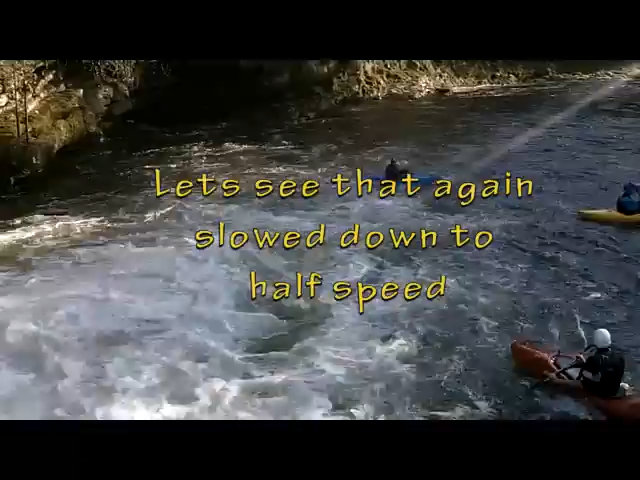 Lets see that again
slowed down to
half speed